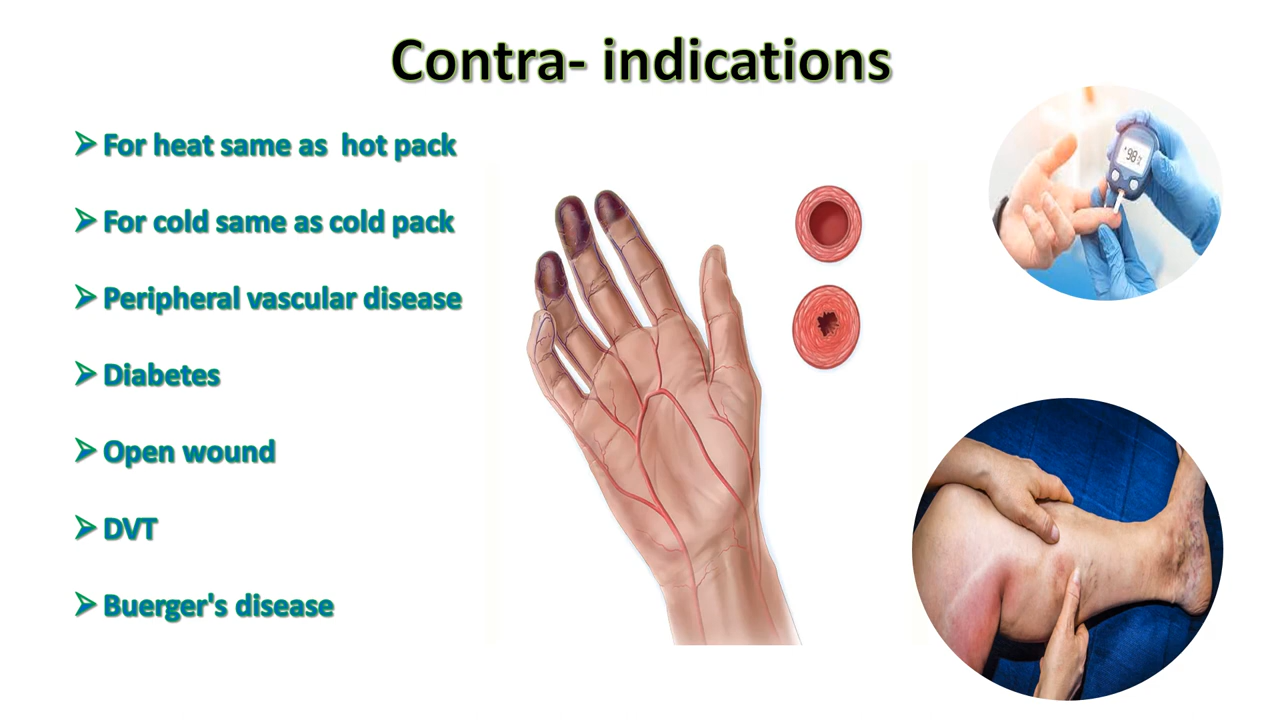 Contra- indications
For heat same as  hot pack
For cold same as cold pack
Peripheral vascular disease
Diabetes
Open wound
DVT
Buerger's disease
98